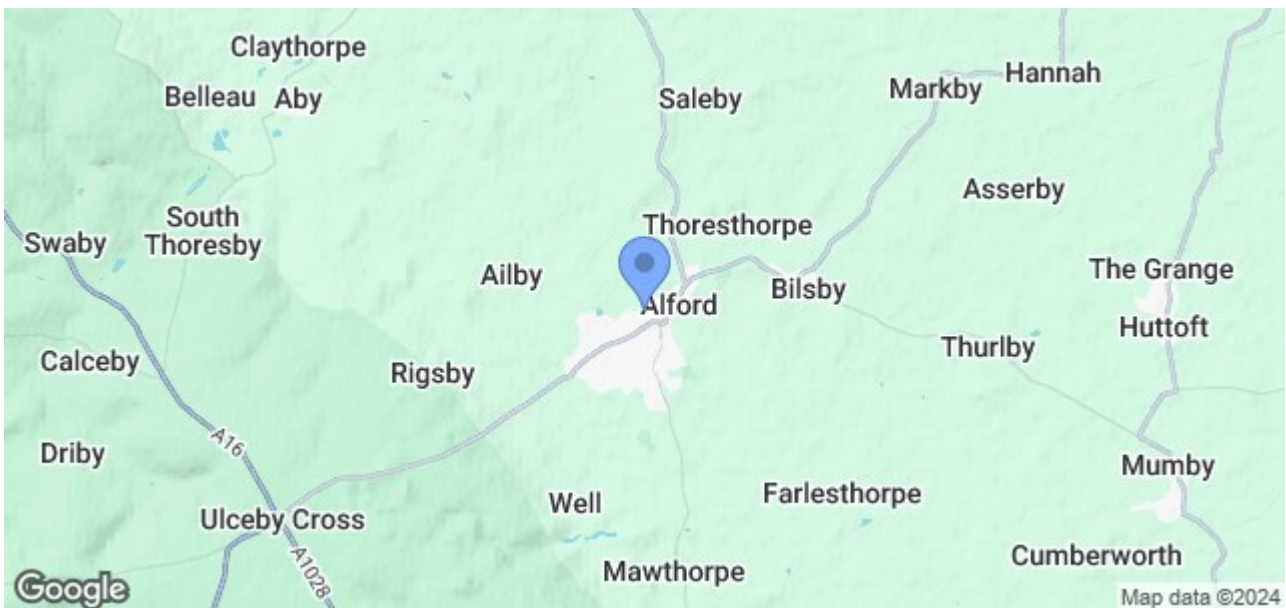 Claythorpe
Belleau
Aby
Saleby
Markby
Hannah
Asserby
South
Thoresby
Swaby
Thoresthorpe
Ailby
Alford
Bilsby
The Grange
Huttoft
Thurlby
Calceby
Rigsby
A16
Driby
Mumby
Well
Farlesthorpe
Ulceby Cross
A1028
Mawthorpe
Cumberworth
Google
Map data ©2024